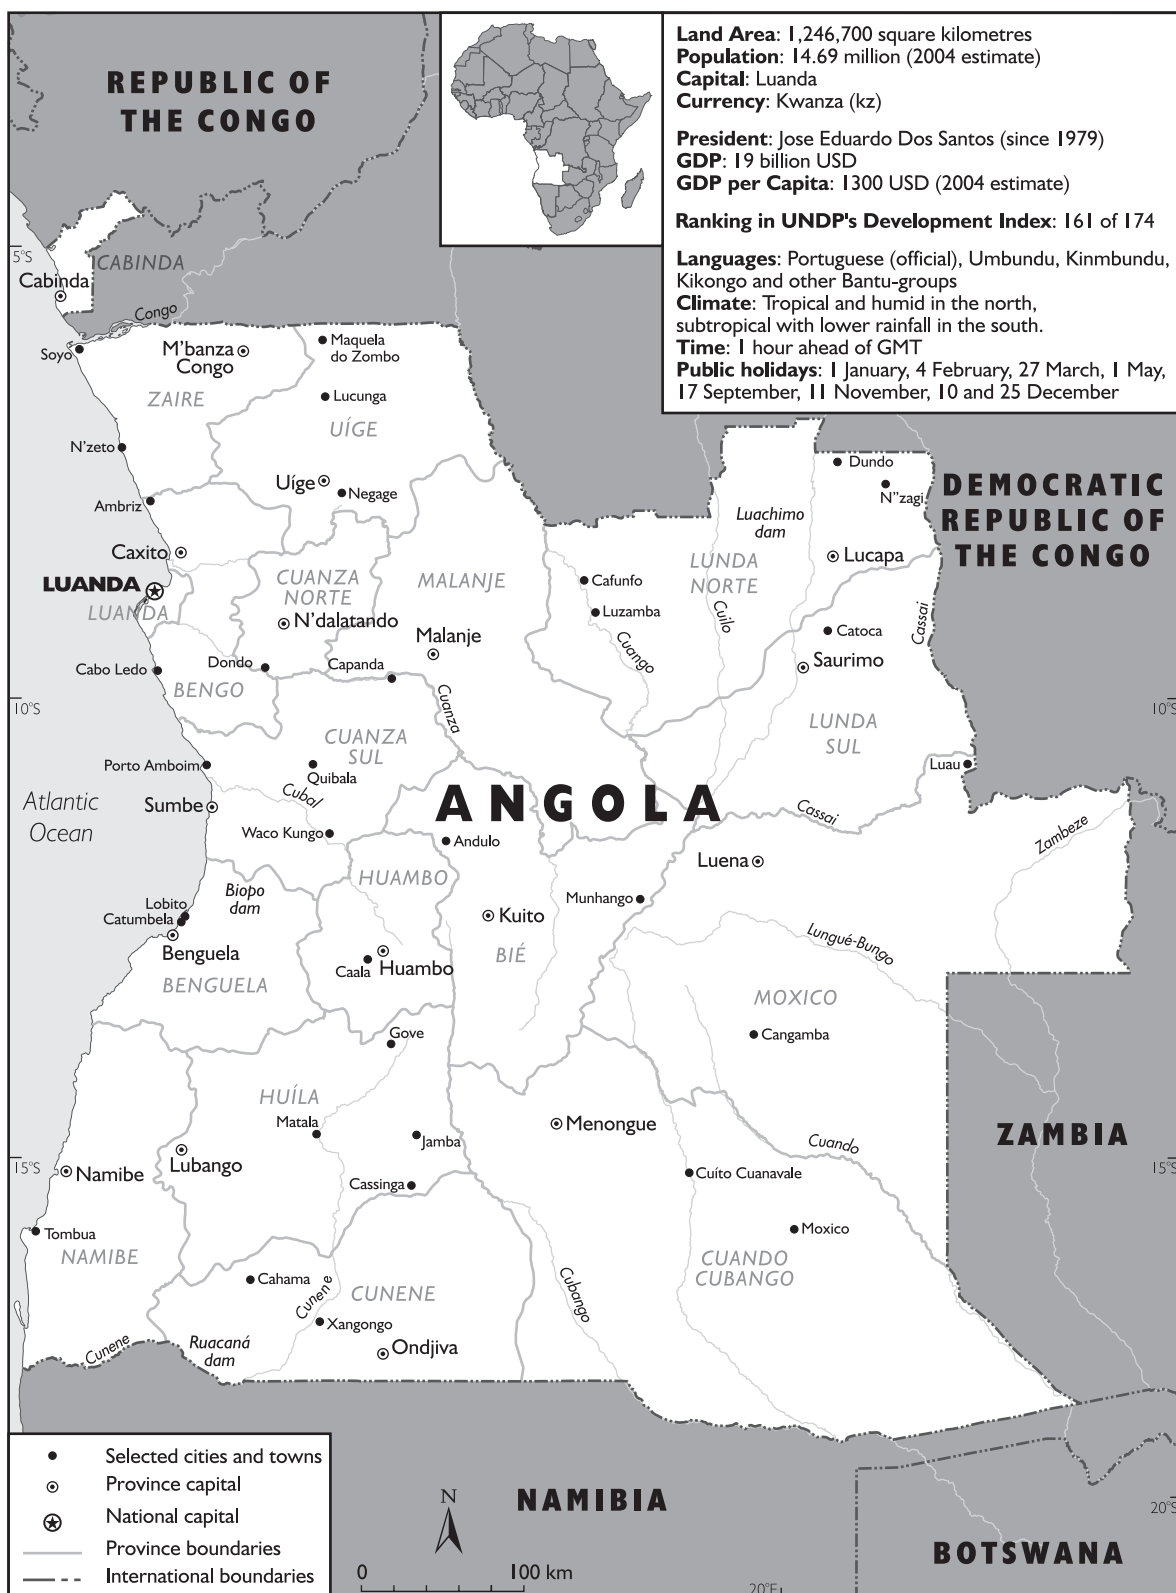 REPUBLIC OF
THE CONGO
Land Area: 1,246,700 square kilometres
Population: 14.69 million (2004 estimate)
Capital: Luanda
Currency: Kwanza (kz)
President: Jose Eduardo Dos Santos (since 1979)
GDP: 19 billion USD
GDP per Capita: 1300 USD (2004 estimate)
Ranking in UNDP's Development Index: 161 of 174
Languages: Portuguese (official), Umbundu, Kinmbundu,
Kikongo and other Bantu-groups
Climate: Tropical and humid in the north,
subtropical with lower rainfall in the south.
Time: 1 hour ahead of GMT
Public holidays: 1 January, 4 February, 27 March, 1 May,
17 September, 11 November, 10 and 25 December
5°S
CABINDA
Cabinda
Congo
Soyo
M'banza
Congo
Maquela
do Zombo
ZAIRE
Lucunga
UÍGE
N'zeto
Uíge
Negage
Ambriz
Dundo
N"zagi
DEMOCRATIC
REPUBLIC OF
THE CONGO
Luachimo
dam
Caxito
Lucapa
LUANDA
LUANDA
CUANZA
NORTE
MALANJE
LUNDA
NORTE
Cafunfo
Luzamba
N'dalatando
Cuilo
Cassai
Catoca
Malanje
Cuango
Saurimo
Cabo Ledo
Dondo
Capanda
BENGO
Cuanza
10°S
10°S
CUANZA
SUL
LUNDA
SUL
Porto Amboim
Quibala
Luau
Atlantic
Ocean
Sumbe
Cubal
ANGOLA
Cassai
Zambeze
Waco Kungo
Andulo
Luena
HUAMBO
Biopo
dam
Munhango
Lobito
Catumbela
Kuito
Benguela
Lungué-Bungo
BIÉ
Caala
Huambo
BENGUELA
MOXICO
Gove
Cangamba
HUÍLA
Matala
Jamba
Menongue
ZAMBIA
Cuando
15°S
15°S
Lubango
Namibe
Cassinga
Cuíto Cuanavale
Tombua
Moxico
NAMIBE
CUANDO
CUBANGO
Cahama
Cunene
CUNENE
Cubango
Xangongo
Cunene
Ruacaná
dam
Ondjiva
Selected cities and towns
Province capital
National capital
Province boundaries
International boundaries
N
0
100 km
NAMIBIA
20°S
BOTSWANA
20°E